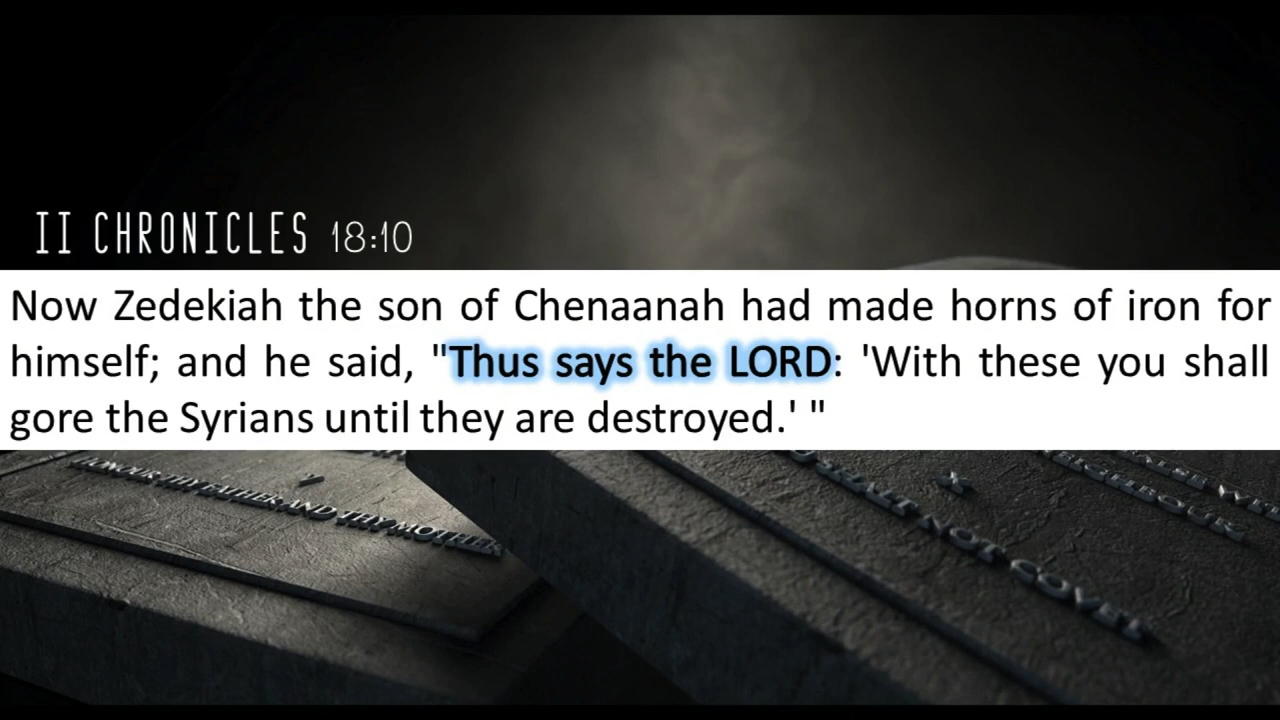 II CHRONICLES 18:10
Now Zedekiah the son of Chenaanah had made horns of iron for
himself; and he said, "Thus says the LORD: 'With these you shall
gore the Syrians until they are destroyed.' "
HONOUR THY FATHER AND THY MOTHER
X
SHALT NOT COVET
NEIGHBOUR